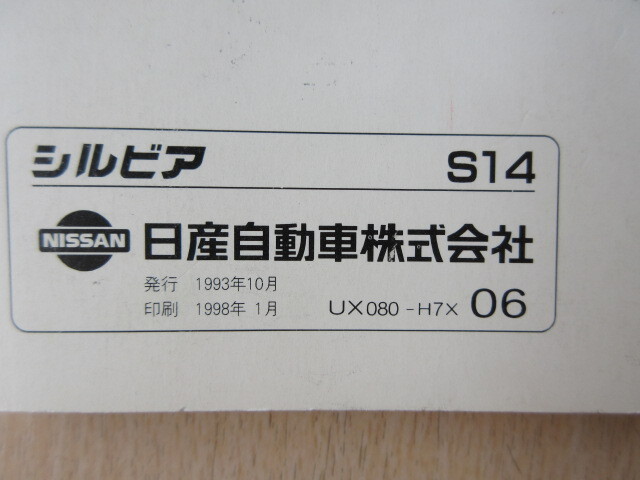 シルビア S14
NISSAN 日産自動車株式会社
発行 1993年10月
印刷 1998年 1月 UX080-H7X 06